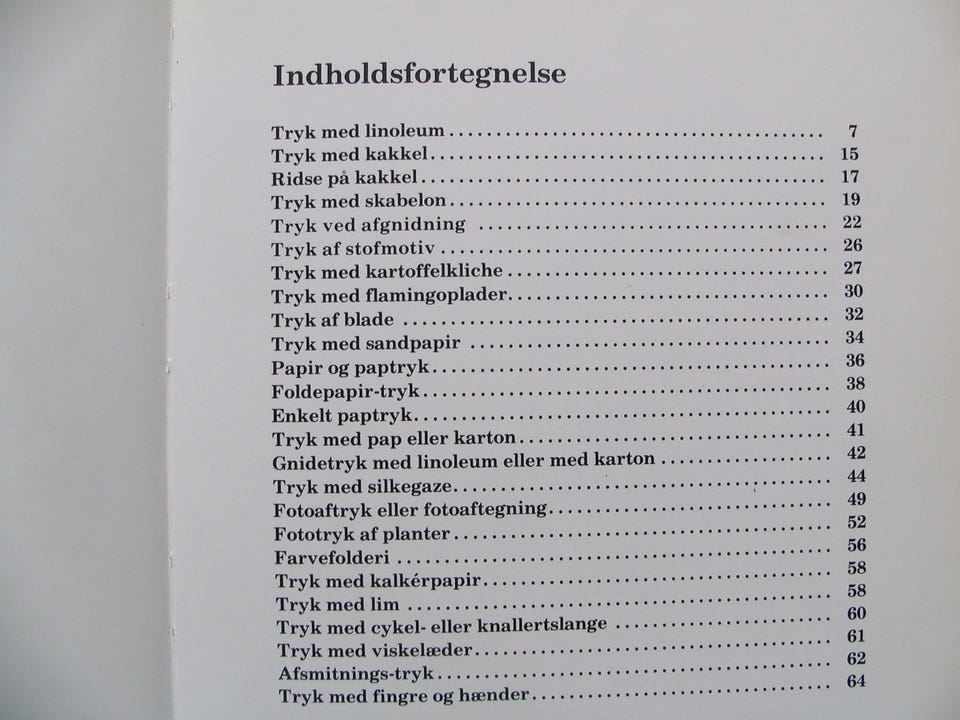 Indholdsfortegnelse
Tryk med linoleum ........................................ 7
Tryk med kakkel ........................................ 15
Ridse på kakkel ........................................ 17
Tryk med skabelon ........................................ 19
Tryk ved afgnidning ........................................ 22
Tryk af stofmotiv ........................................ 26
Tryk med kartoffelkliche ........................................ 27
Tryk med flamingoplader ........................................ 30
Tryk af blade ........................................ 32
Tryk med sandpapir ........................................ 34
Papir og paptryk ........................................ 36
Foldepapir-tryk ........................................ 38
Enkelt paptryk ........................................ 40
Tryk med pap eller karton ........................................ 41
Gnidetryk med linoleum eller med karton .................... 42
Tryk med silkegaze ........................................ 44
Fotoaftryk eller fotoaftegning .............................. 49
Fototryk af planter ........................................ 52
Farvefolderi ........................................ 56
Tryk med kalkérpapir ........................................ 58
Tryk med lim ........................................ 58
Tryk med cykel- eller knallertslange ........................ 60
Tryk med viskelæder ........................................ 61
Afsmitnings-tryk ........................................ 62
Tryk med fingre og hænder .............................. 64